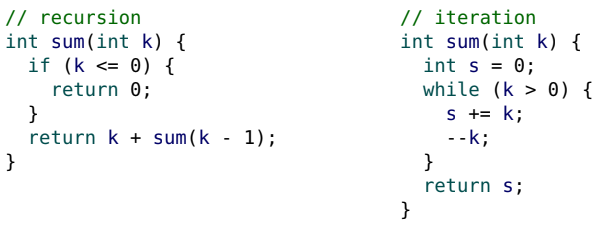 // recursion
int sum(int k) {
  if (k <= 0) {
    return 0;
  }
  return k + sum(k - 1);
}
// iteration
int sum(int k) {
  int s = 0;
  while (k > 0) {
    s += k;
    --k;
  }
  return s;
}